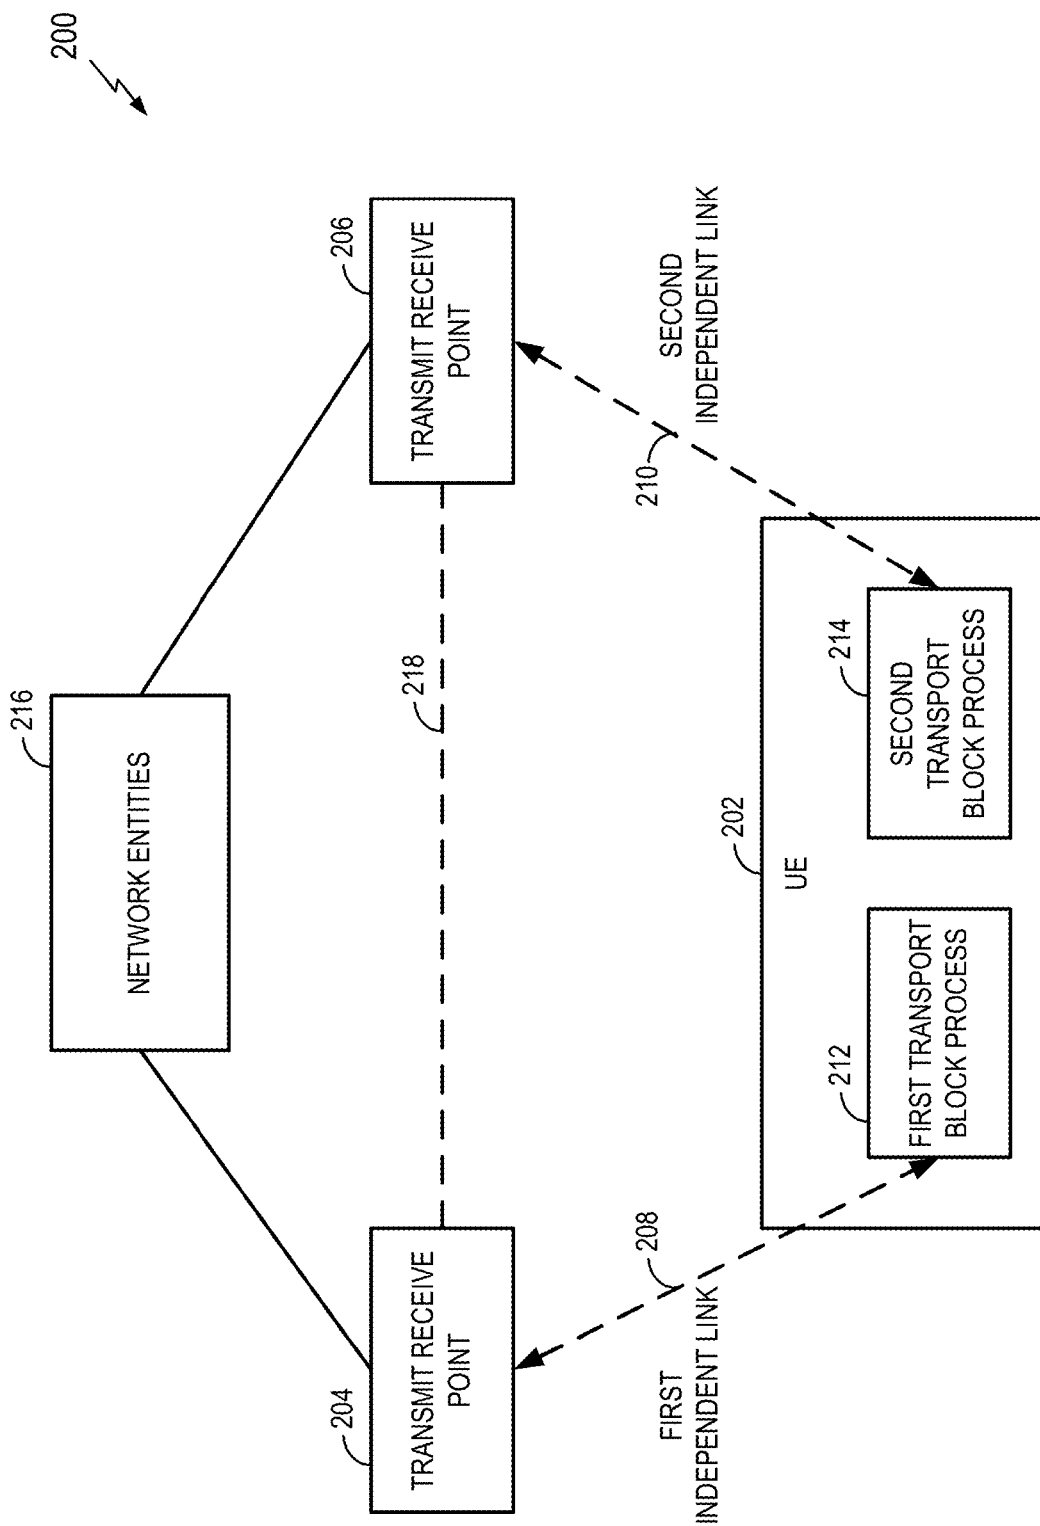 200
216
NETWORK ENTITIES
204
TRANSMIT RECEIVE
POINT
206
TRANSMIT RECEIVE
POINT
218
208
FIRST
INDEPENDENT LINK
210
SECOND
INDEPENDENT LINK
202
UE
212
FIRST TRANSPORT
BLOCK PROCESS
214
SECOND
TRANSPORT
BLOCK PROCESS